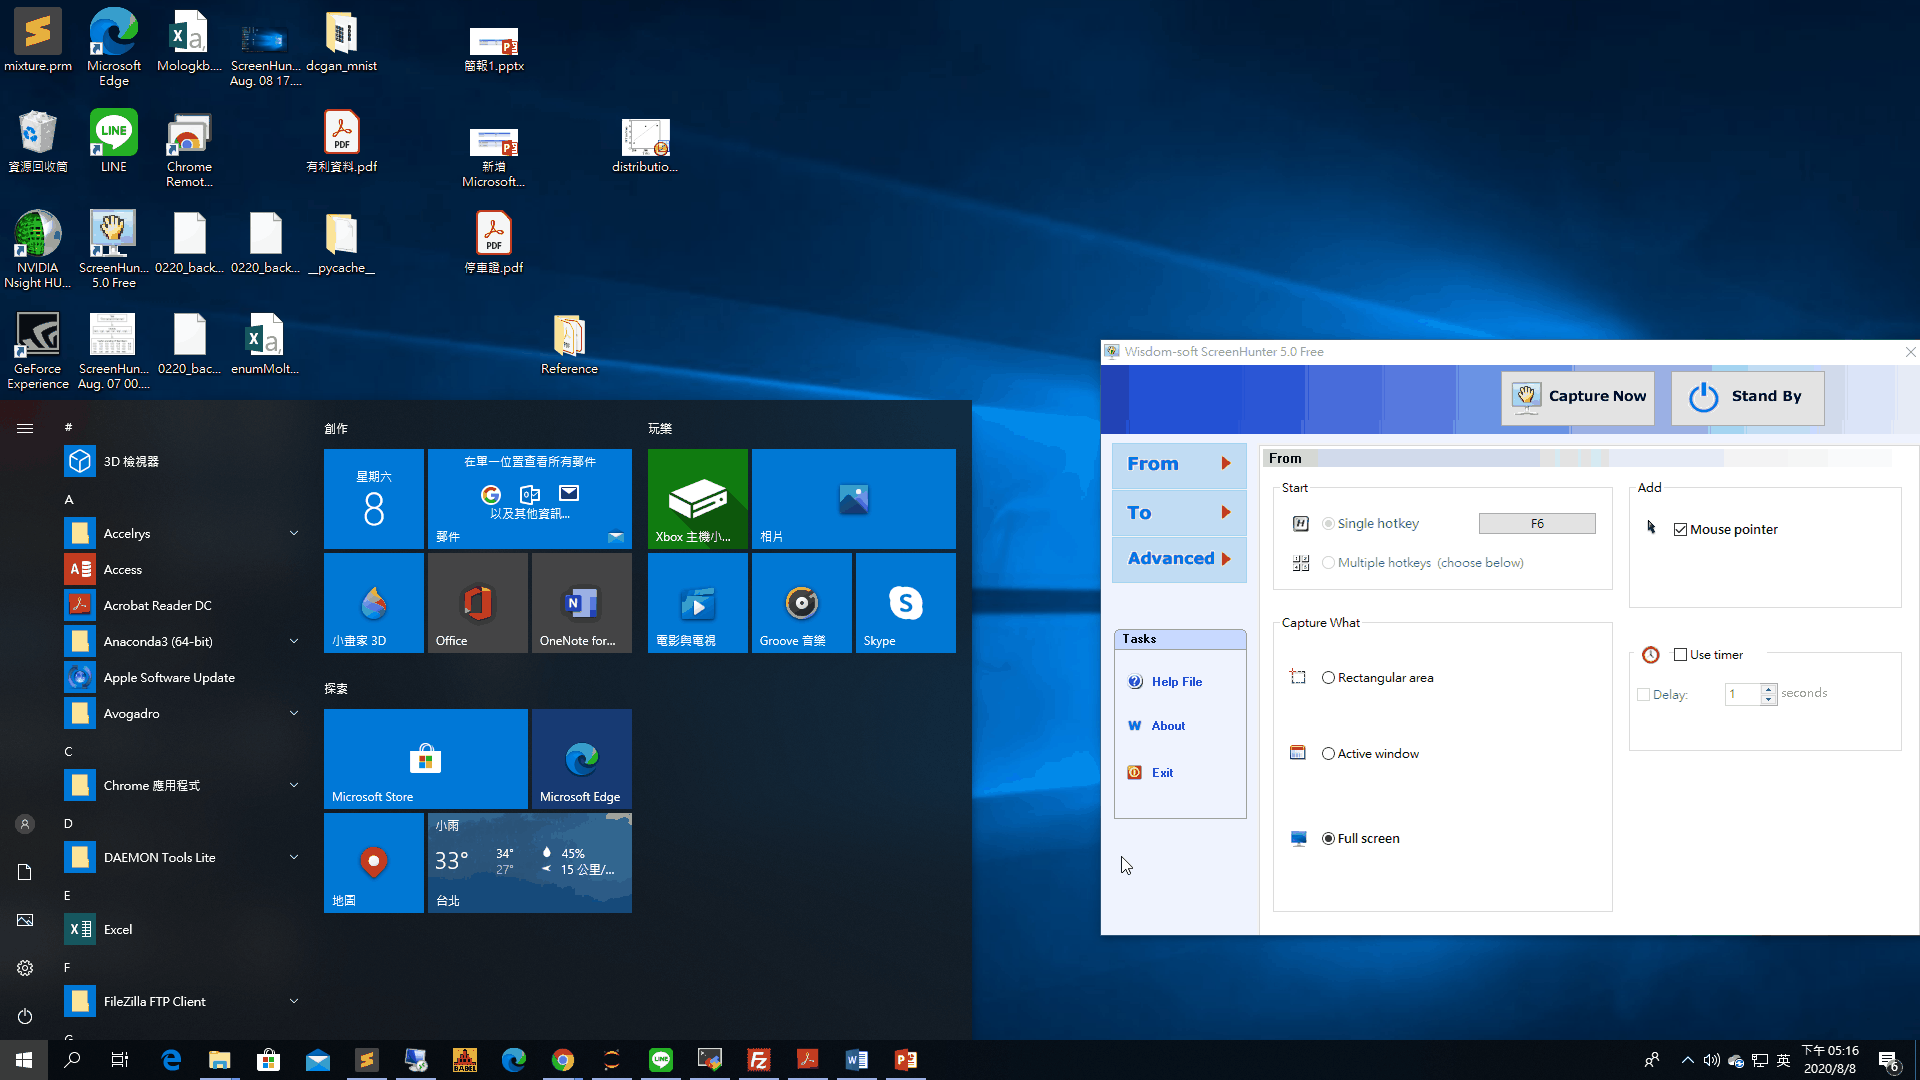 mixture.prm
Microsoft
Edge
Mologkb....
ScreenHun...
Aug. 08 17....
dcgan_mnist
簡報1.pptx
資源回收筒
LINE
Chrome
Remot...
有利資料.pdf
新增
Microsoft...
distributio...
NVIDIA
Nsight HU...
ScreenHun...
5.0 Free
0220_back...
0220_back...
__pycache__
停車證.pdf
GeForce
Experience
ScreenHun...
Aug. 07 00....
0220_bac...
enumMolt...
Reference
#
3D 檢視器
A
Accelrys
Access
Acrobat Reader DC
Anaconda3 (64-bit)
Apple Software Update
Avogadro
C
Chrome 應用程式
D
DAEMON Tools Lite
E
Excel
F
FileZilla FTP Client
創作
星期六
8
在單一位置查看所有郵件
以及其他資訊...
郵件
小畫家 3D
Office
OneNote for...
玩樂
Xbox 主機小...
相片
電影與電視
Groove 音樂
Skype
探索
Microsoft Store
Microsoft Edge
地圖
小雨
33°
34°
27°
45%
15 公里/...
台北
Wisdom-soft ScreenHunter 5.0 Free
Capture Now
Stand By
From
To
Advanced
Tasks
Help File
About
Exit
From
Start
Single hotkey
F6
Multiple hotkeys (choose below)
Capture What
Rectangular area
Active window
Full screen
Add
Mouse pointer
Use timer
Delay:
1
seconds
英
下午 05:16
2020/8/8
6